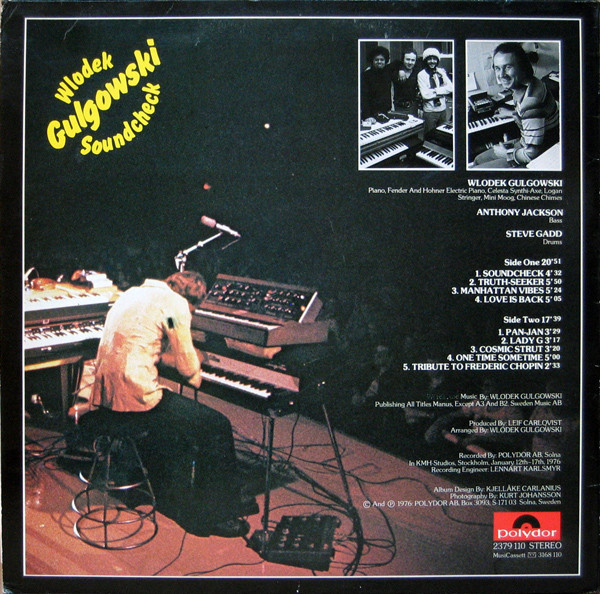 Wlodek
Gulgowski
Soundcheck
WLODEK GULGOWSKI
Piano, Fender And Hohner Electric Piano, Celesta Synthi-Axe, Logan
Stringer, Mini Moog, Chinese Chimes
ANTHONY JACKSON
Bass
STEVE GADD
Drums
Side One 20'51
1. SOUNDCHECK 4'32
2. TRUTH-SEEKER 5'50
3. MANHATTAN VIBES 5'24
4. LOVE IS BACK 5'05
Side Two 17'39
1. PAN-JAN 3'29
2. LADY G 3'17
3. COSMIC STRUT 3'20
4. ONE TIME SOMETIME 5'00
5. TRIBUTE TO FREDERIC CHOPIN 2'33
Music By: WLODEK GULGOWSKI
Publishing All Titles Manus, Except A3 And B2, Sweden Music AB
Produced By: LEIF CARLQVIST
Arranged By: WLODEK GULGOWSKI
Recorded By: POLYDOR AB, Solna
In KMH-Studios, Stockholm, January 12th-17th, 1976
Recording Engineer: LENNART KARLSMYR
Album Design By: KJELLÅKE CARLANIUS
Photography By: KURT JOHANSSON
© And ℗ 1976 POLYDOR AB, Box 3093, S 171 03 Solna, Sweden
polydor
2379 110 STEREO
MiniCassett 3168 110